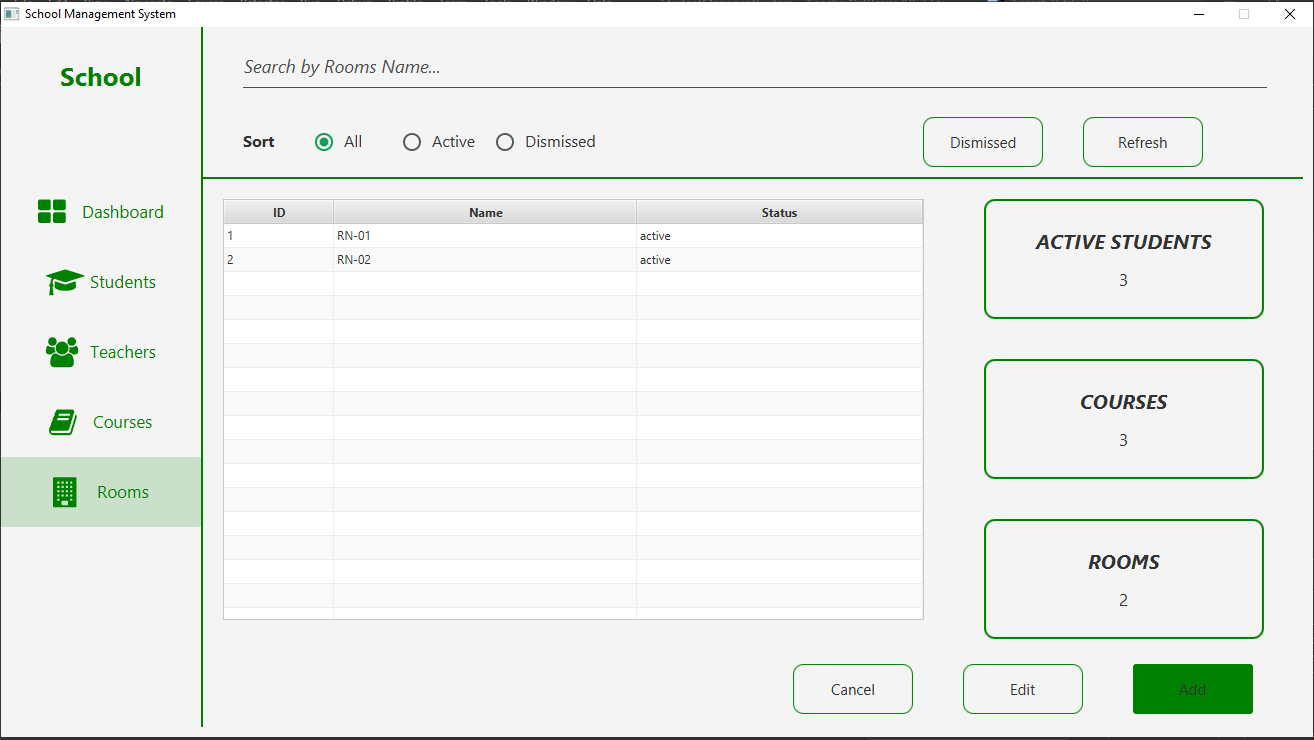 School Management System
School
Search by Rooms Name...
Sort All Active Dismissed Dismissed Refresh
Dashboard
Students
Teachers
Courses
Rooms
ID Name Status
1 RN-01 active
2 RN-02 active
ACTIVE STUDENTS
3
COURSES
3
ROOMS
2
Cancel Edit Add